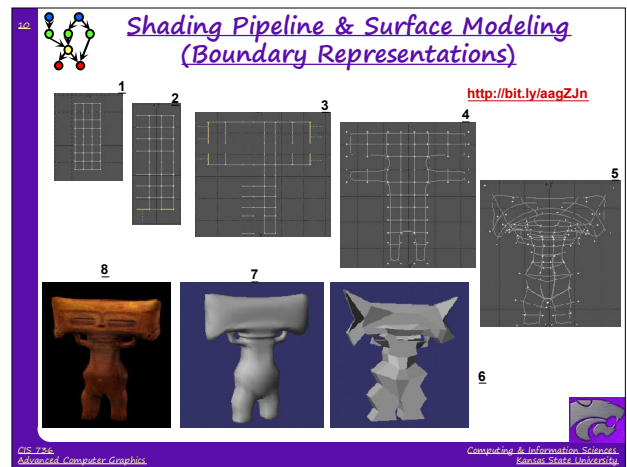 10
Shading Pipeline & Surface Modeling
(Boundary Representations)
http://bit.ly/aagZJn
1
2
3
4
5
8
7
6
CIS 736
Advanced Computer Graphics
Computing & Information Sciences
Kansas State University